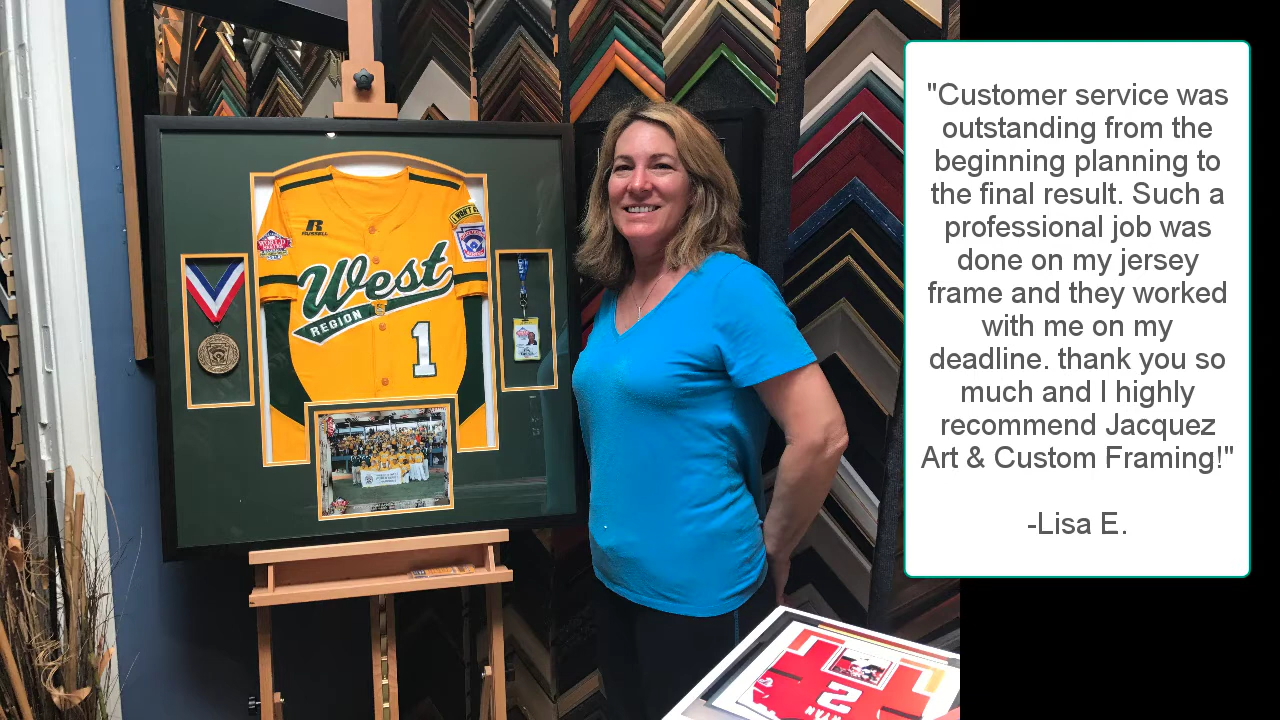 "Customer service was
outstanding from the
beginning planning to
the final result. Such a
professional job was
done on my jersey
frame and they worked
with me on my
deadline. thank you so
much and I highly
recommend Jacquez
Art & Custom Framing!"
-Lisa E.
RUSSELL
West
REGION
1
2